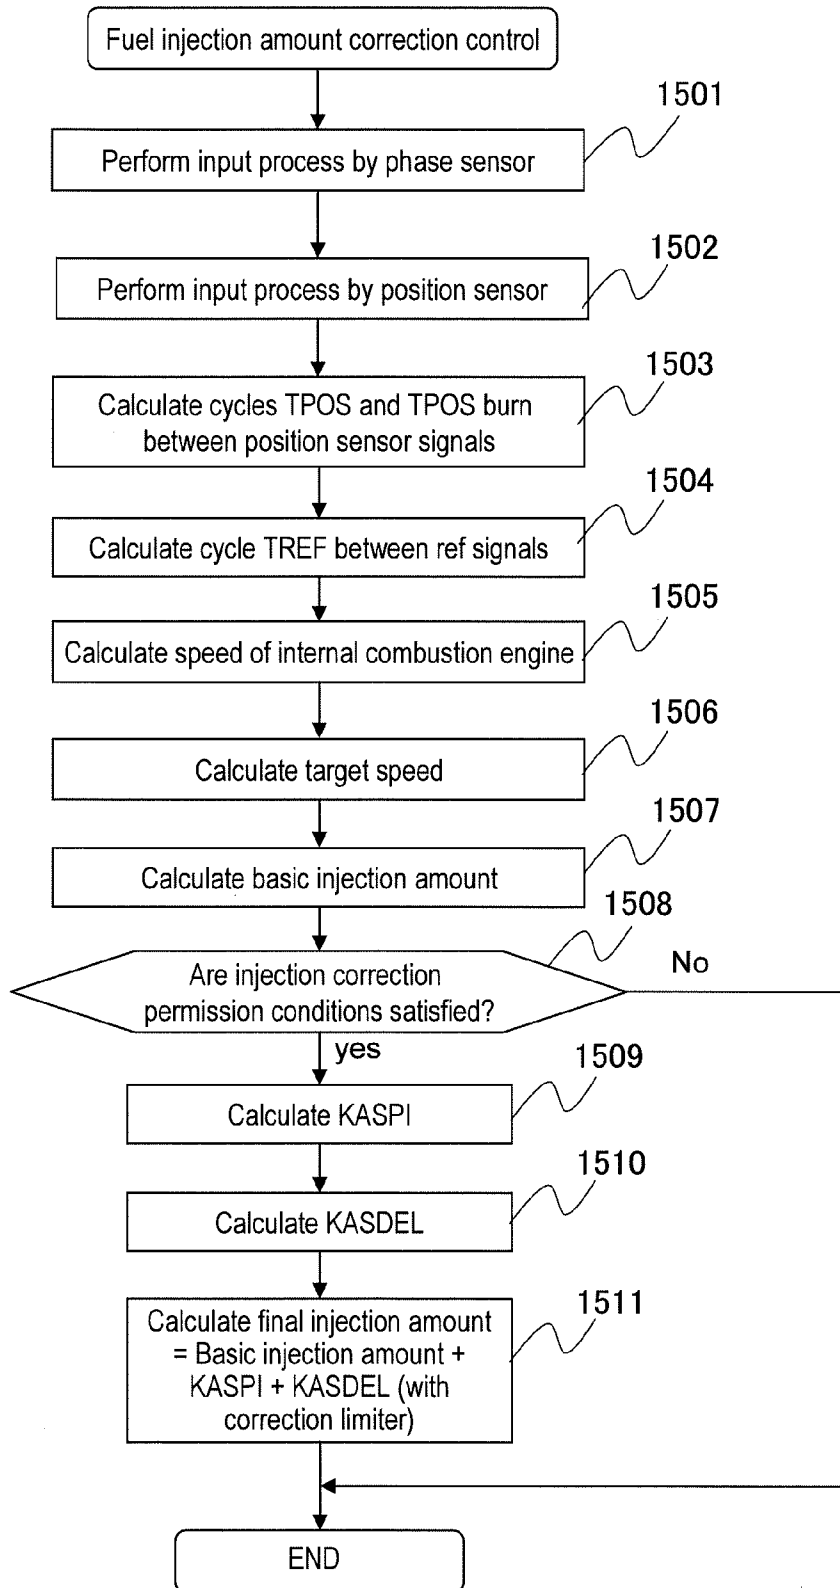 Fuel injection amount correction control
1501
Perform input process by phase sensor
1502
Perform input process by position sensor
1503
Calculate cycles TPOS and TPOS burn
between position sensor signals
1504
Calculate cycle TREF between ref signals
1505
Calculate speed of internal combustion engine
1506
Calculate target speed
1507
Calculate basic injection amount
1508
Are injection correction
permission conditions satisfied?
No
yes
1509
Calculate KASPI
1510
Calculate KASDEL
1511
Calculate final injection amount
= Basic injection amount +
KASPI + KASDEL (with
correction limiter)
END